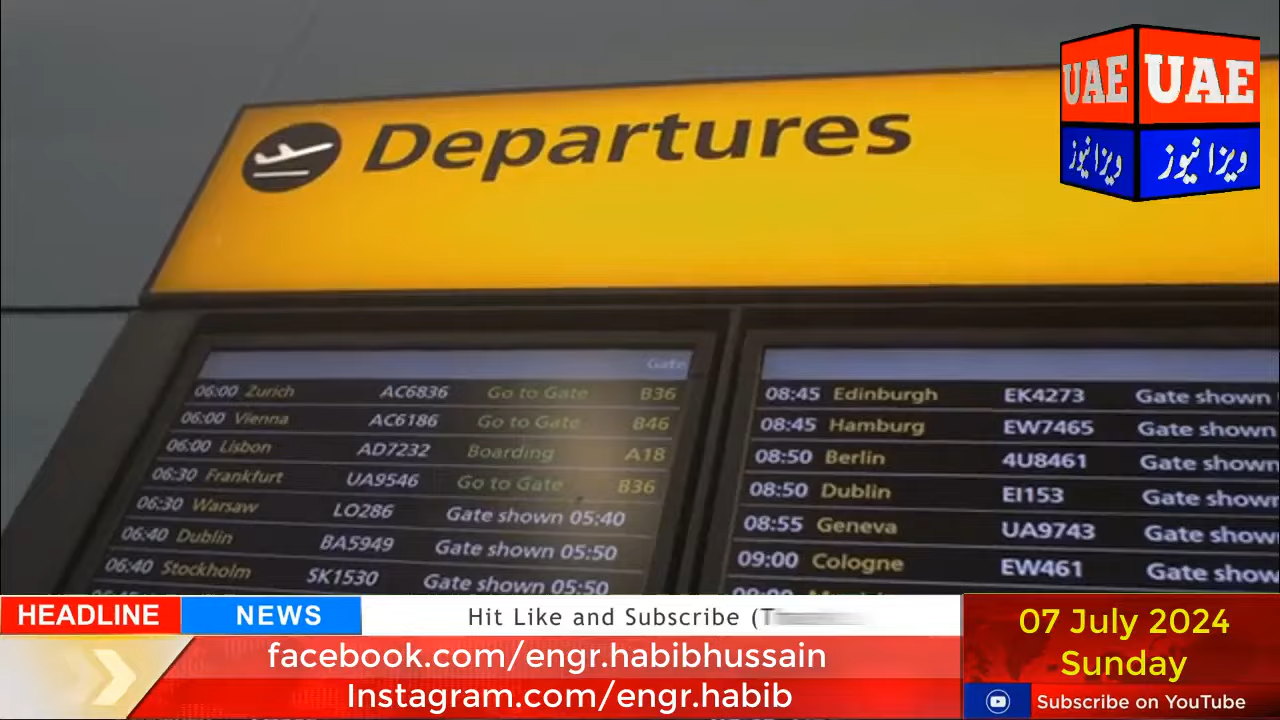 Departures
UAE UAE
ویزا نیوز ویزا نیوز
Gate
06:00 Zurich AC6836 Go to Gate B36
06:00 Vienna AC6186 Go to Gate B46
06:00 Lisbon AD7232 Boarding A18
06:30 Frankfurt UA9546 Go to Gate B36
06:30 Warsaw LO286 Gate shown 05:40
06:40 Dublin BA5949 Gate shown 05:50
06:40 Stockholm SK1530 Gate shown 05:50
08:45 Edinburgh EK4273 Gate shown
08:45 Hamburg EW7465 Gate shown
08:50 Berlin 4U8461 Gate shown
08:50 Dublin EI153 Gate shown
08:55 Geneva UA9743 Gate shown
09:00 Cologne EW461 Gate show
HEADLINE NEWS Hit Like and Subscribe (T
facebook.com/engr.habibhussain
Instagram.com/engr.habib
07 July 2024
Sunday
Subscribe on YouTube